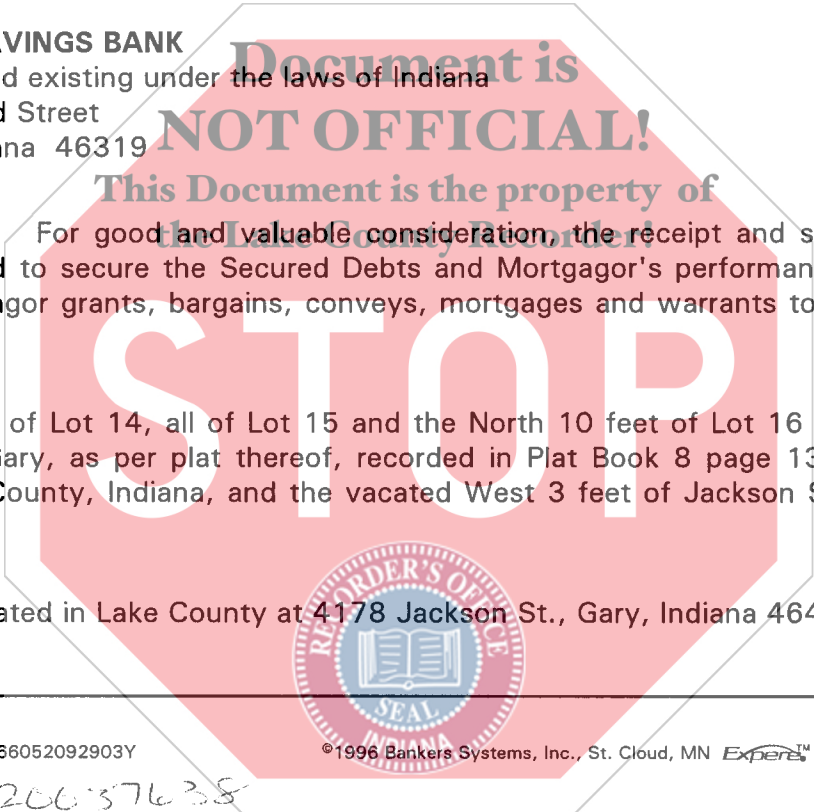 AVINGS BANK
Document is
d existing under the laws of Indiana
d Street
NOT OFFICIAL!
na 46319
This Document is the property of
the Lake County Recorder!
For good and valuable consideration, the receipt and s
d to secure the Secured Debts and Mortgagor's performan
gor grants, bargains, conveys, mortgages and warrants to
STOP
of Lot 14, all of Lot 15 and the North 10 feet of Lot 16
Gary, as per plat thereof, recorded in Plat Book 8 page 13
County, Indiana, and the vacated West 3 feet of Jackson S
RECORDER'S OFFICE
ated in Lake County at 4178 Jackson St., Gary, Indiana 464
SEAL
INDIANA
66052092903Y
©1996 Bankers Systems, Inc., St. Cloud, MN Expere™